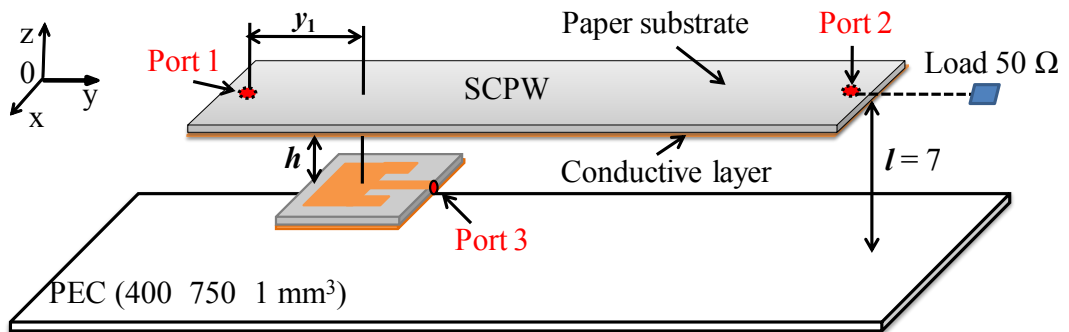 z
0
y
x
y₁
Port 1
Paper substrate
Port 2
SCPW
Load 50 Ω
h
Conductive layer
l = 7
Port 3
PEC (400 750 1 mm³)